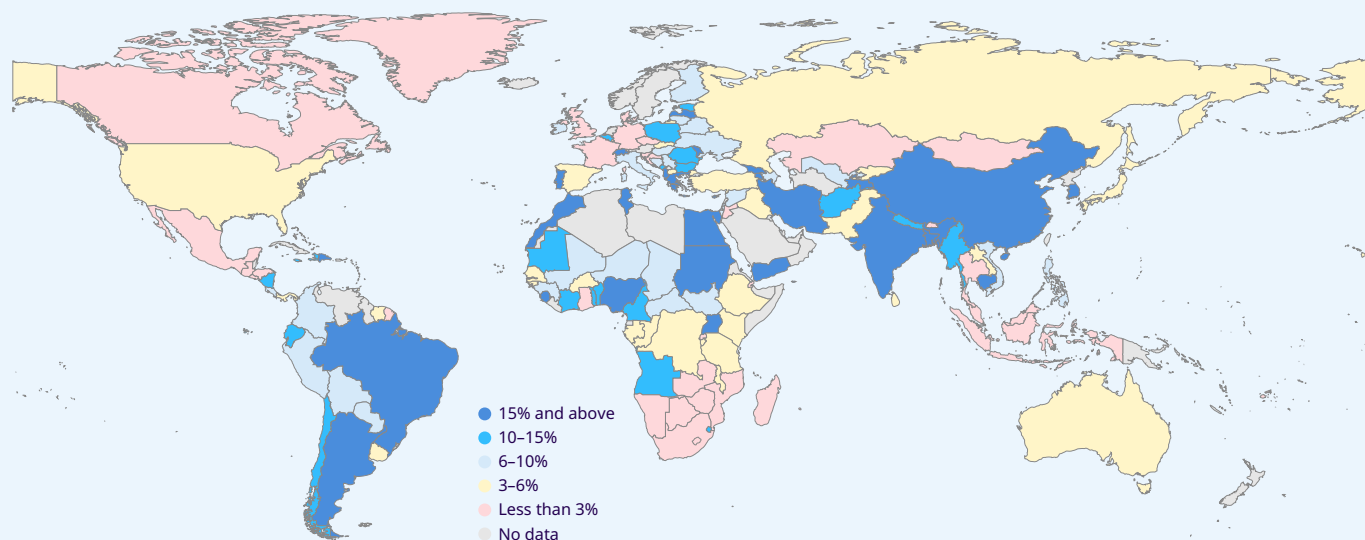 15% and above
10–15%
6–10%
3–6%
Less than 3%
No data